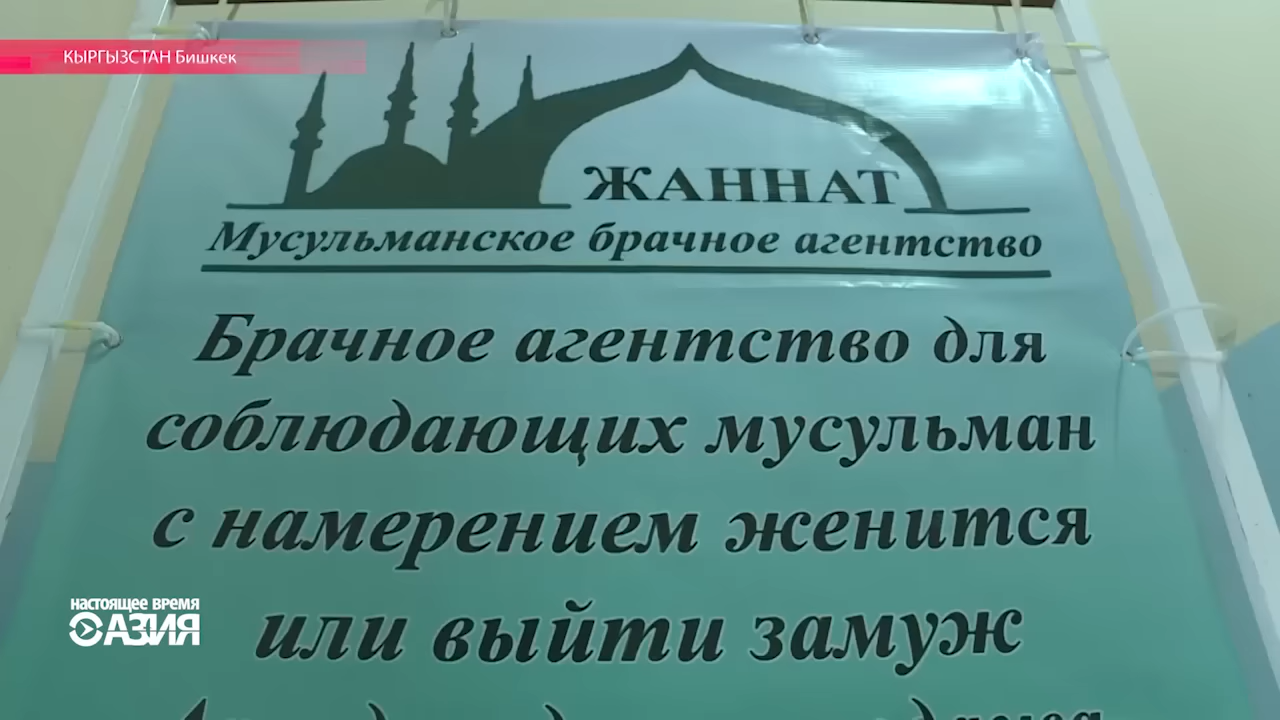 КЫРГЫЗСТАН Бишкек
ЖАННАТ
Мусульманское брачное агентство
Брачное агентство для
соблюдающих мусульман
с намерением женится
или выйти замуж
НАСТОЯЩЕЕ ВРЕМЯ
АЗИЯ